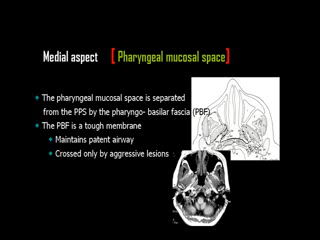 Medial aspect [ Pharyngeal mucosal space]
The pharyngeal mucosal space is separated
from the PPS by the pharyngo- basilar fascia (PBF)
The PBF is a tough membrane
Maintains patent airway
Crossed only by aggressive lesions